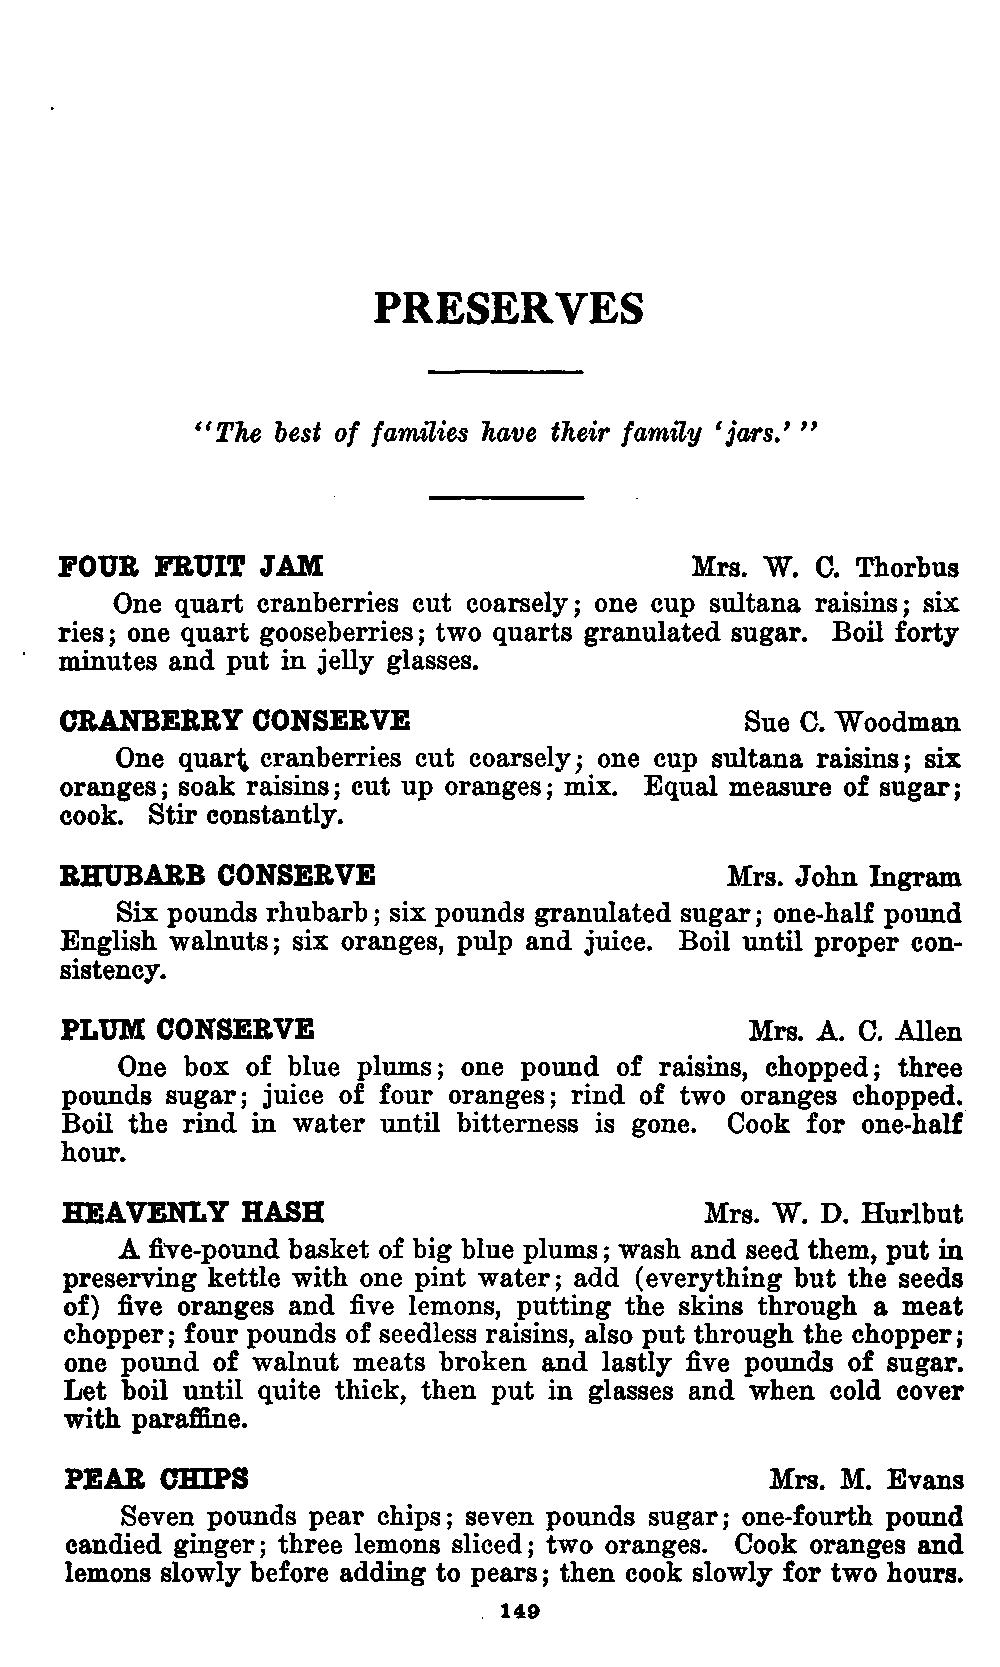 PRESERVES
"The best of families have their family 'jars.' "
FOUR FRUIT JAM Mrs. W. C. Thorbus
One quart cranberries cut coarsely; one cup sultana raisins; six
ries; one quart gooseberries; two quarts granulated sugar. Boil forty
minutes and put in jelly glasses.
CRANBERRY CONSERVE Sue C. Woodman
One quart cranberries cut coarsely; one cup sultana raisins; six
oranges; soak raisins; cut up oranges; mix. Equal measure of sugar;
cook. Stir constantly.
RHUBARB CONSERVE Mrs. John Ingram
Six pounds rhubarb; six pounds granulated sugar; one-half pound
English walnuts; six oranges, pulp and juice. Boil until proper con-
sistency.
PLUM CONSERVE Mrs. A. C. Allen
One box of blue plums; one pound of raisins, chopped; three
pounds sugar; juice of four oranges; rind of two oranges chopped.
Boil the rind in water until bitterness is gone. Cook for one-half
hour.
HEAVENLY HASH Mrs. W. D. Hurlbut
A five-pound basket of big blue plums; wash and seed them, put in
preserving kettle with one pint water; add (everything but the seeds
of) five oranges and five lemons, putting the skins through a meat
chopper; four pounds of seedless raisins, also put through the chopper;
one pound of walnut meats broken and lastly five pounds of sugar.
Let boil until quite thick, then put in glasses and when cold cover
with paraffine.
PEAR CHIPS Mrs. M. Evans
Seven pounds pear chips; seven pounds sugar; one-fourth pound
candied ginger; three lemons sliced; two oranges. Cook oranges and
lemons slowly before adding to pears; then cook slowly for two hours.
149